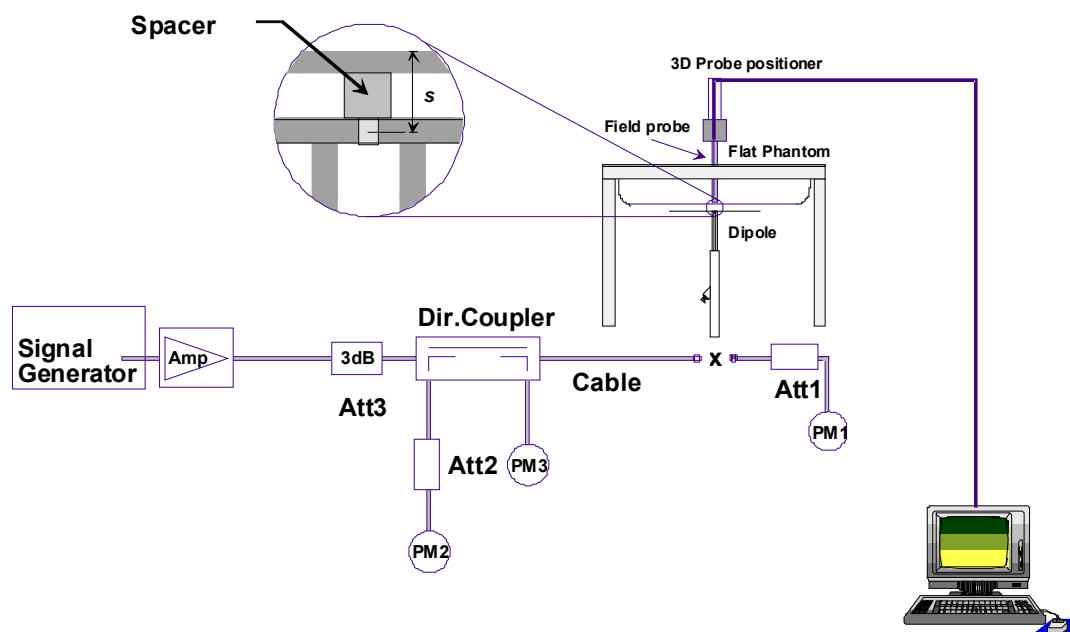 Spacer
s
3D Probe positioner
Field probe
Flat Phantom
Dipole
Dir.Coupler
Signal
Generator
Amp
3dB
Att3
Cable
x
Att1
PM1
Att2
PM3
PM2